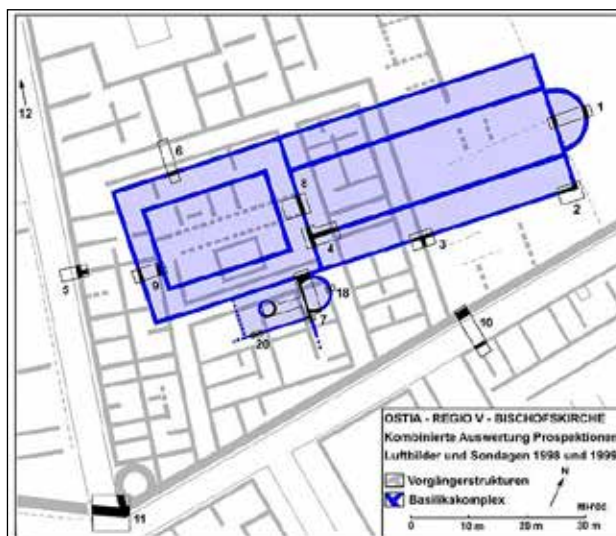 1
12
6
8
2
4
3
5
9
18
7
10
20
11
OSTIA - REGIO V - BISCHOFSKIRCHE
Kombinierte Auswertung Prospektionen
Luftbilder und Sondagen 1998 und 1999
Vorgängerstrukturen
N
Basilikakomplex
0 10 m 20 m 30 m